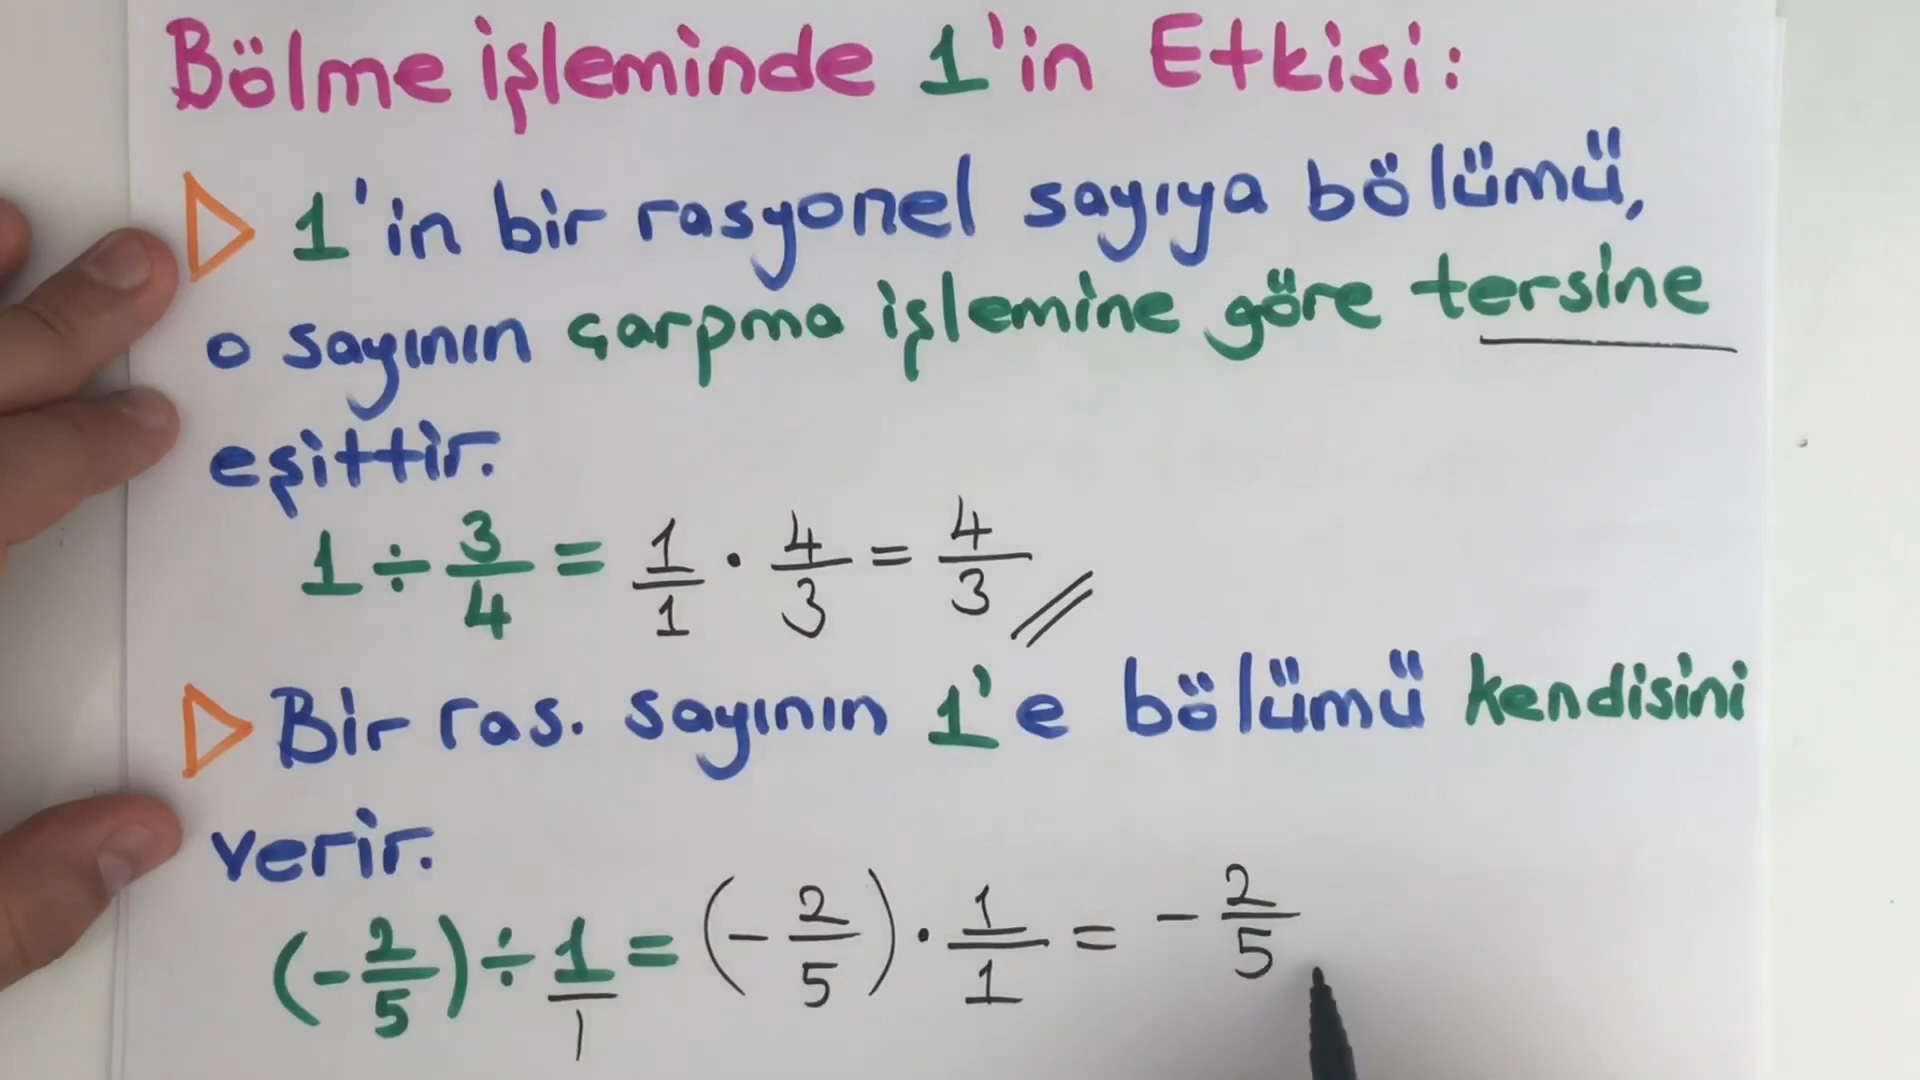 Bölme işleminde 1'in Etkisi:
1'in bir rasyonel sayıya bölümü,
o sayının çarpma işlemine göre tersine
eşittir.
1 ÷ 3/4 = 1/1 · 4/3 = 4/3 //
Bir ras. sayının 1'e bölümü kendisini
verir.
(-2/5) ÷ 1/1 = (-2/5) · 1/1 = -2/5